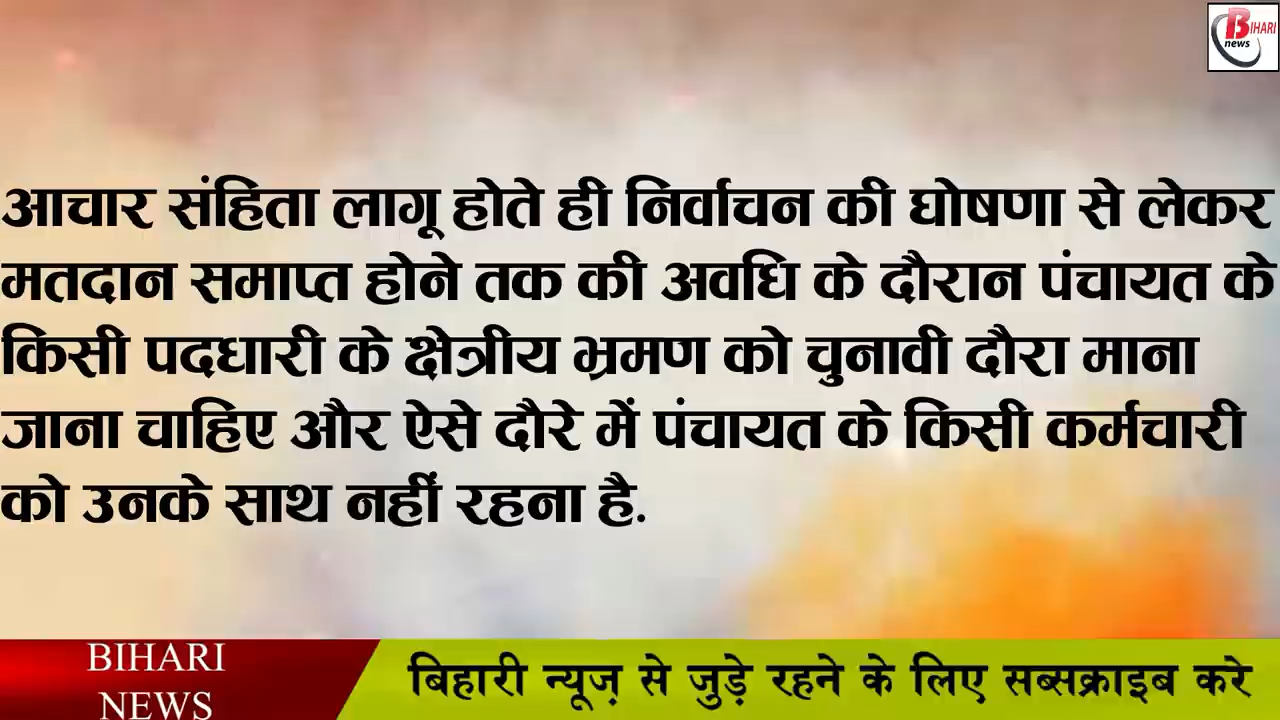 BIHARI
news
आचार संहिता लागू होते ही निर्वाचन की घोषणा से लेकर
मतदान समाप्त होने तक की अवधि के दौरान पंचायत के
किसी पदधारी के क्षेत्रीय भ्रमण को चुनावी दौरा माना
जाना चाहिए और ऐसे दौरे में पंचायत के किसी कर्मचारी
को उनके साथ नहीं रहना है.
BIHARI
NEWS
बिहारी न्यूज़ से जुड़े रहने के लिए सब्सक्राइब करे